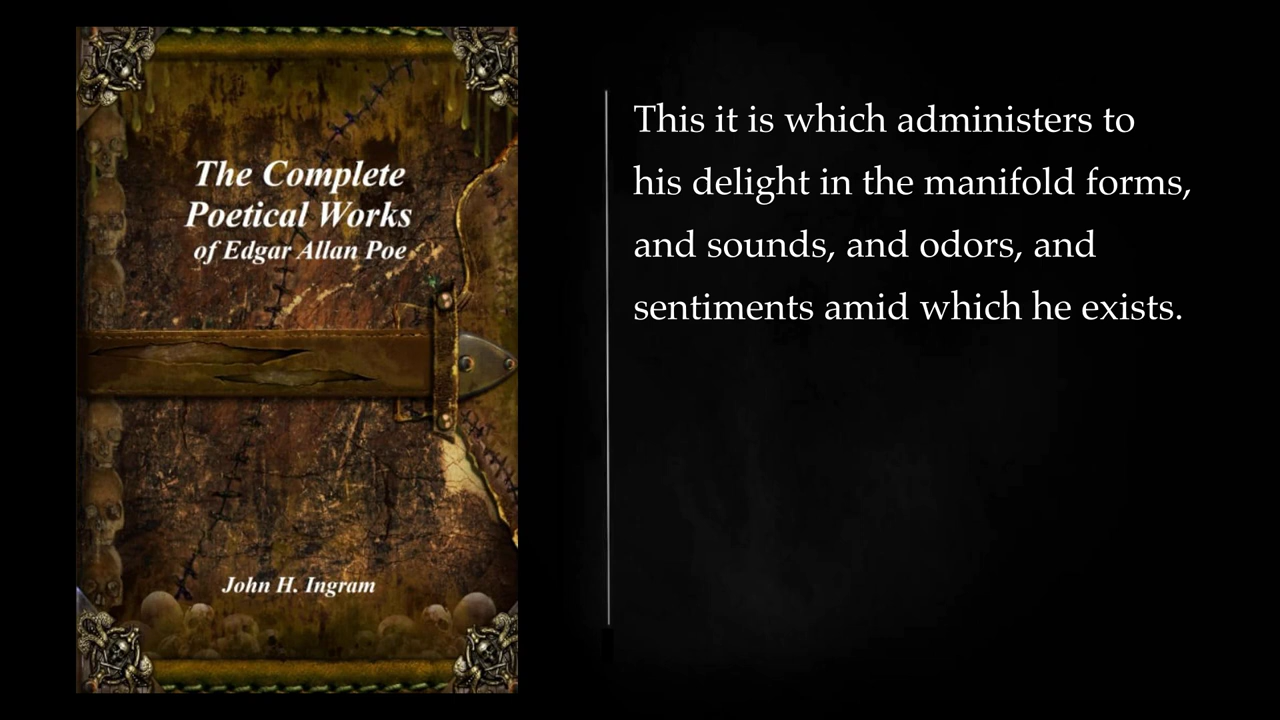 The Complete
Poetical Works
of Edgar Allan Poe
John H. Ingram
This it is which administers to
his delight in the manifold forms,
and sounds, and odors, and
sentiments amid which he exists.